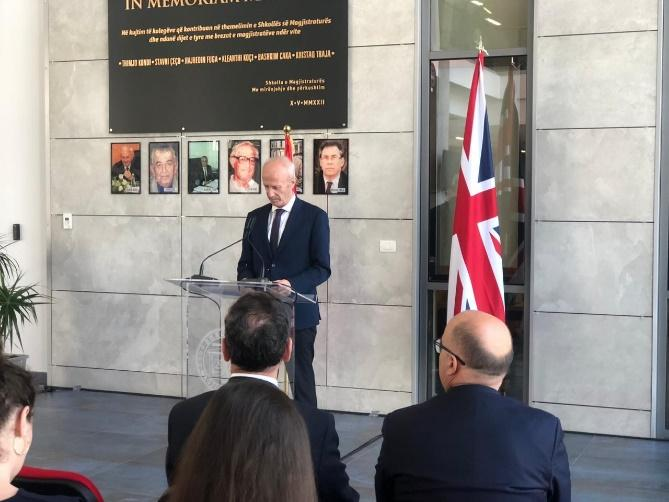 IN MEMORIAM
Në kujtim të kolegëve që kontribuan në themelimin e Shkollës së Magjistraturës
dhe ndanë dijet e tyre me brezat e magjistratëve ndër vite
•THIMJO KONDI•STAVRI ÇEÇI•HAJREDIN FUGA•KLEANTHI KOÇI•HASHKIM CAKA•KRISTAQ TRAJA•
Shkolla e Magjistraturës
Me mirënjohje dhe përkushtim
X•V•MMXXII